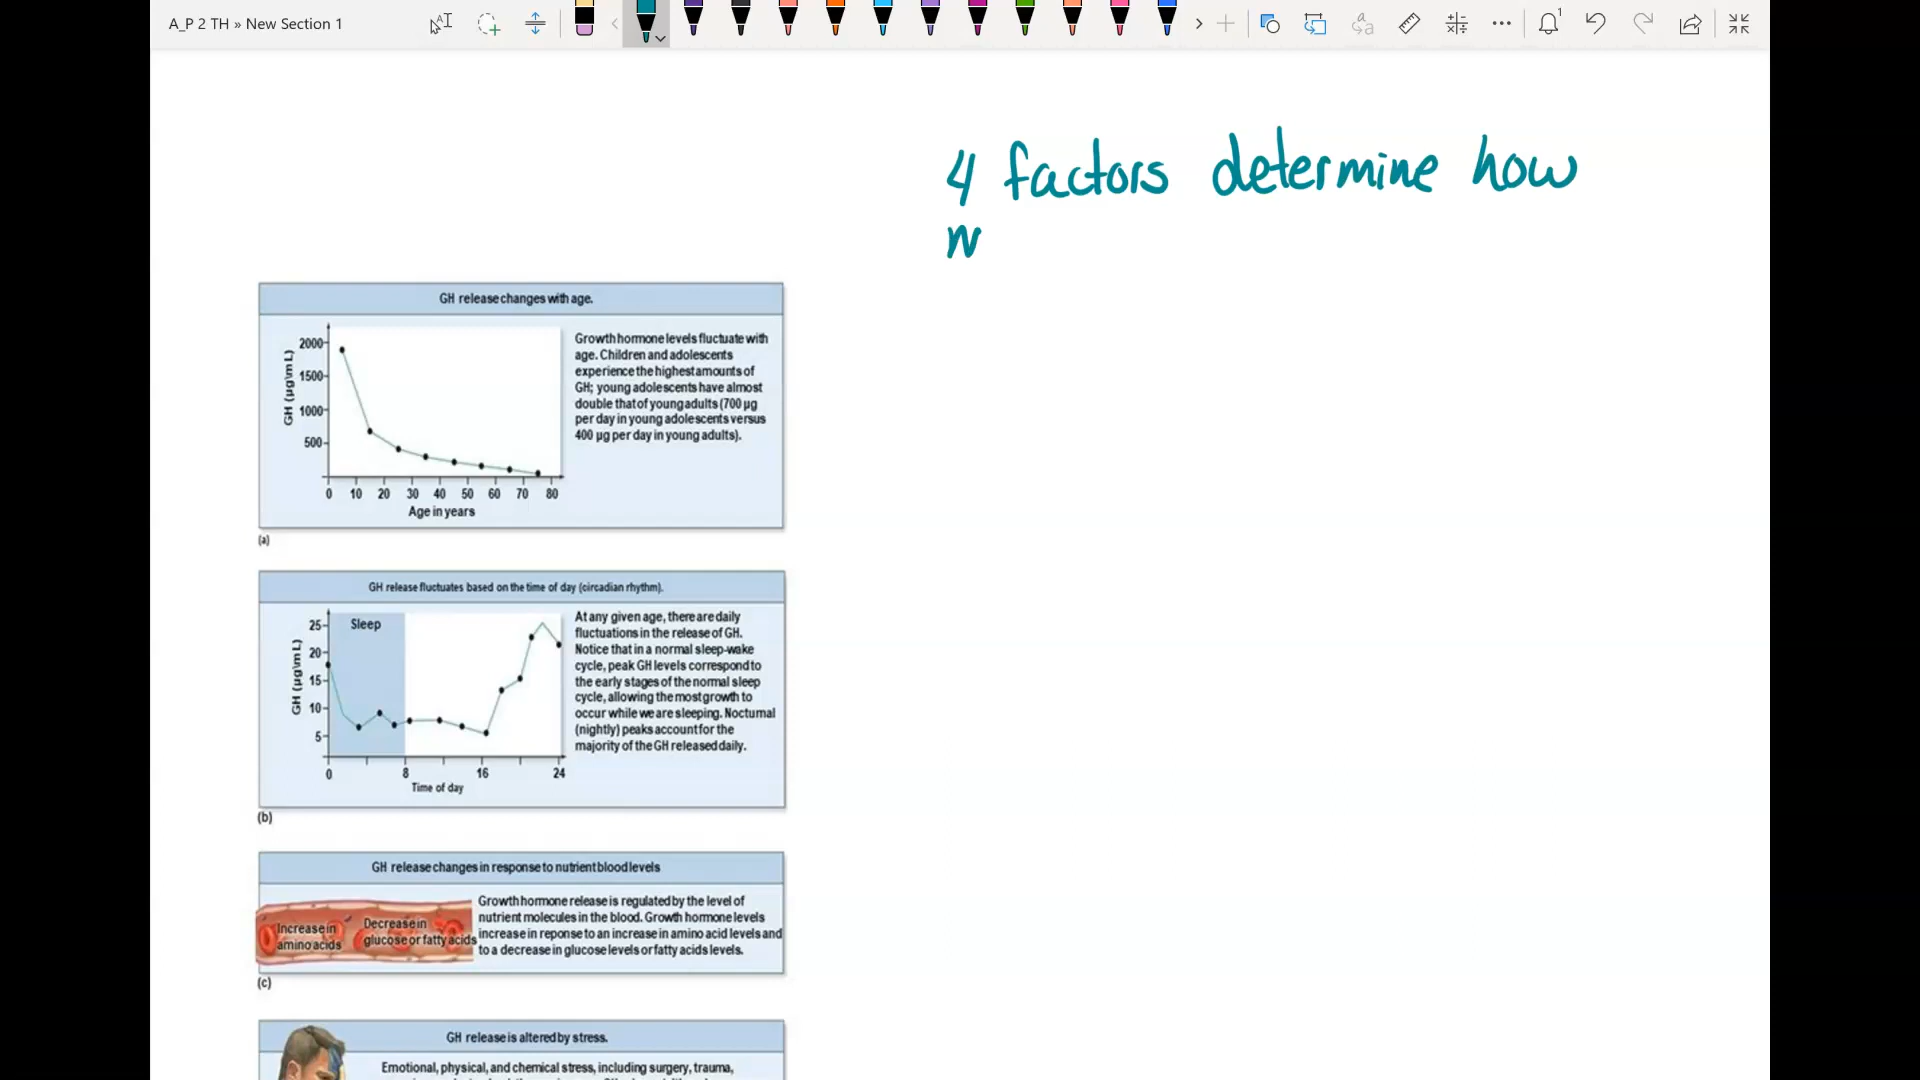 A_P 2 TH » New Section 1
4 factors determine how
m
GH release changes with age.
2000
1500
1000
500
GH (µg\m L)
0 10 20 30 40 50 60 70 80
Age in years
Growth hormone levels fluctuate with
age. Children and adolescents
experience the highest amounts of
GH; young adolescents have almost
double that of young adults (700 µg
per day in young adolescents versus
400 µg per day in young adults).
(a)
GH release fluctuates based on the time of day (circadian rhythm).
Sleep
25
20
15
10
5
GH (µg\m L)
0 8 16 24
Time of day
At any given age, there are daily
fluctuations in the release of GH.
Notice that in a normal sleep-wake
cycle, peak GH levels correspond to
the early stages of the normal sleep
cycle, allowing the most growth to
occur while we are sleeping. Nocturnal
(nightly) peaks account for the
majority of the GH released daily.
(b)
GH release changes in response to nutrient blood levels
Increase in
amino acids
Decrease in
glucose or fatty acids
Growth hormone release is regulated by the level of
nutrient molecules in the blood. Growth hormone levels
increase in reponse to an increase in amino acid levels and
to a decrease in glucose levels or fatty acids levels.
(c)
GH release is altered by stress.
Emotional, physical, and chemical stress, including surgery, trauma,